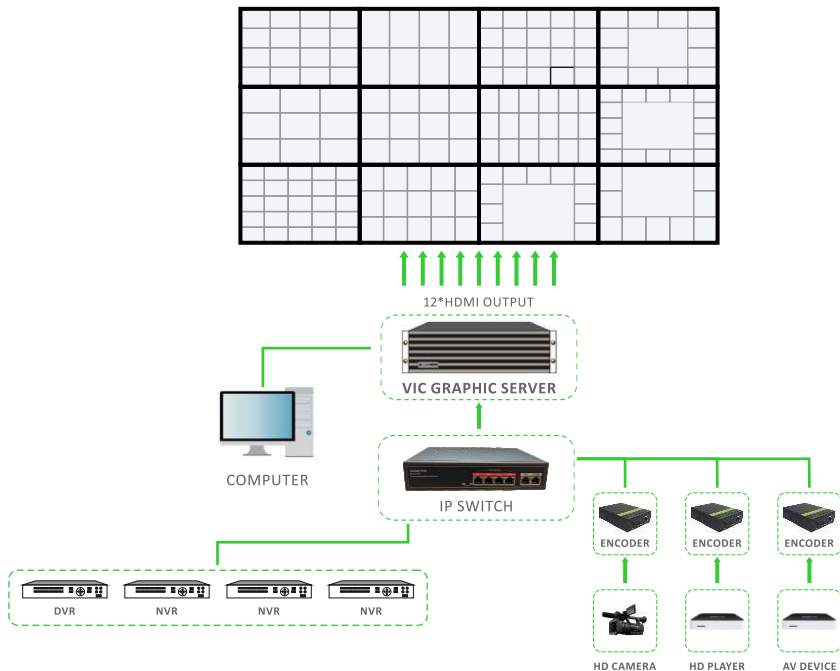 12*HDMI OUTPUT
VIC GRAPHIC SERVER
COMPUTER
IP SWITCH
ENCODER ENCODER ENCODER
DVR NVR NVR NVR
HD CAMERA HD PLAYER AV DEVICE